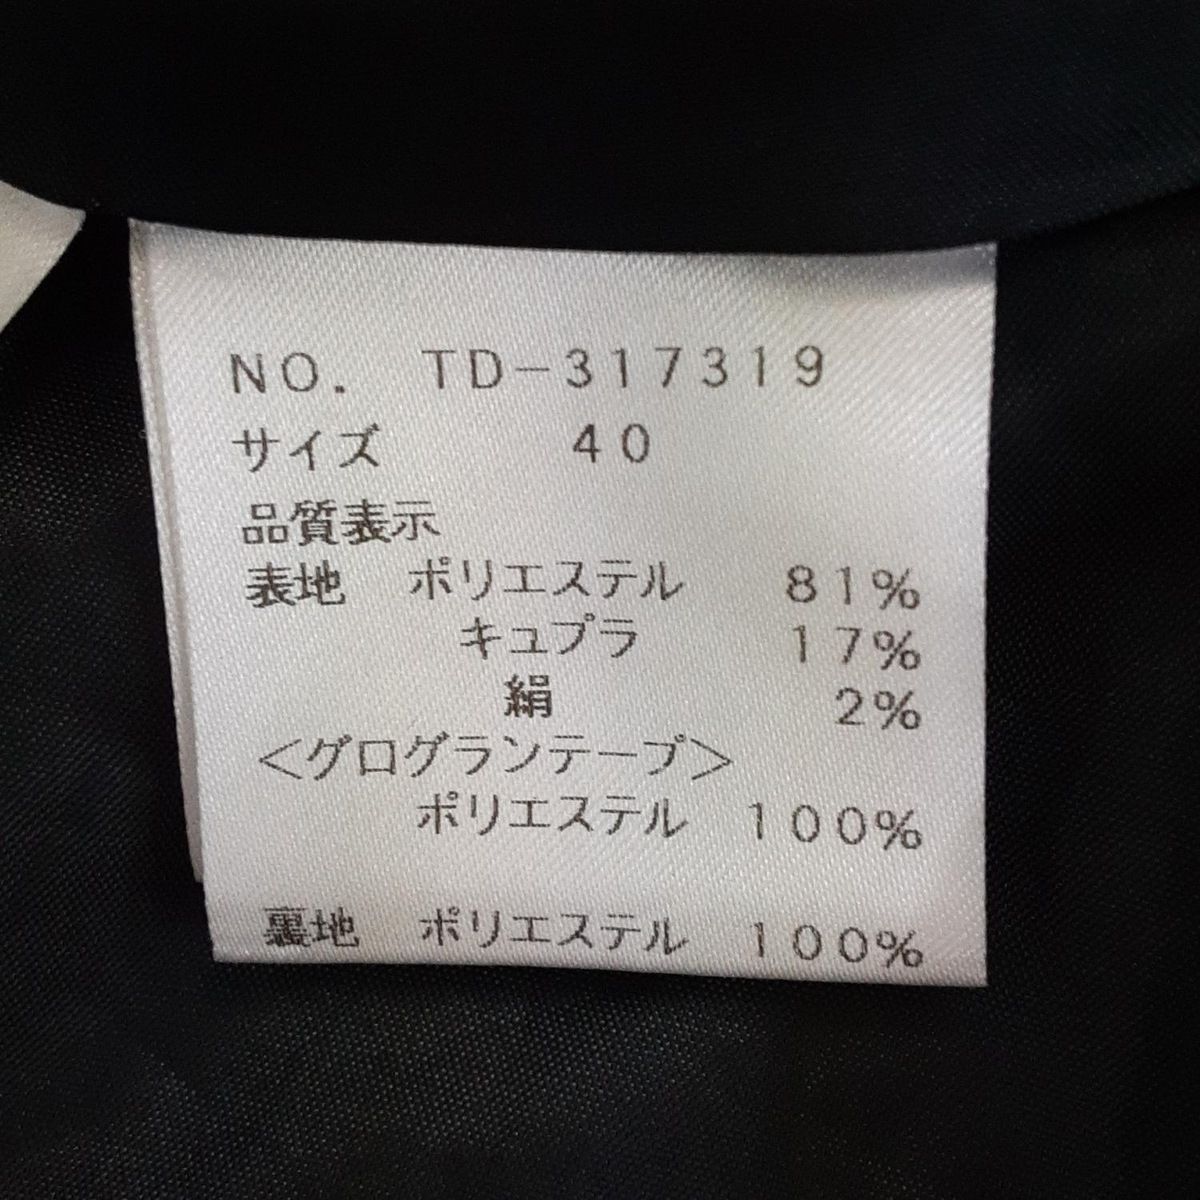 NO. TD-317319
サイズ 40
品質表示
表地 ポリエステル 81%
キュプラ 17%
絹 2%
<グログランテープ>
ポリエステル 100%
裏地 ポリエステル 100%